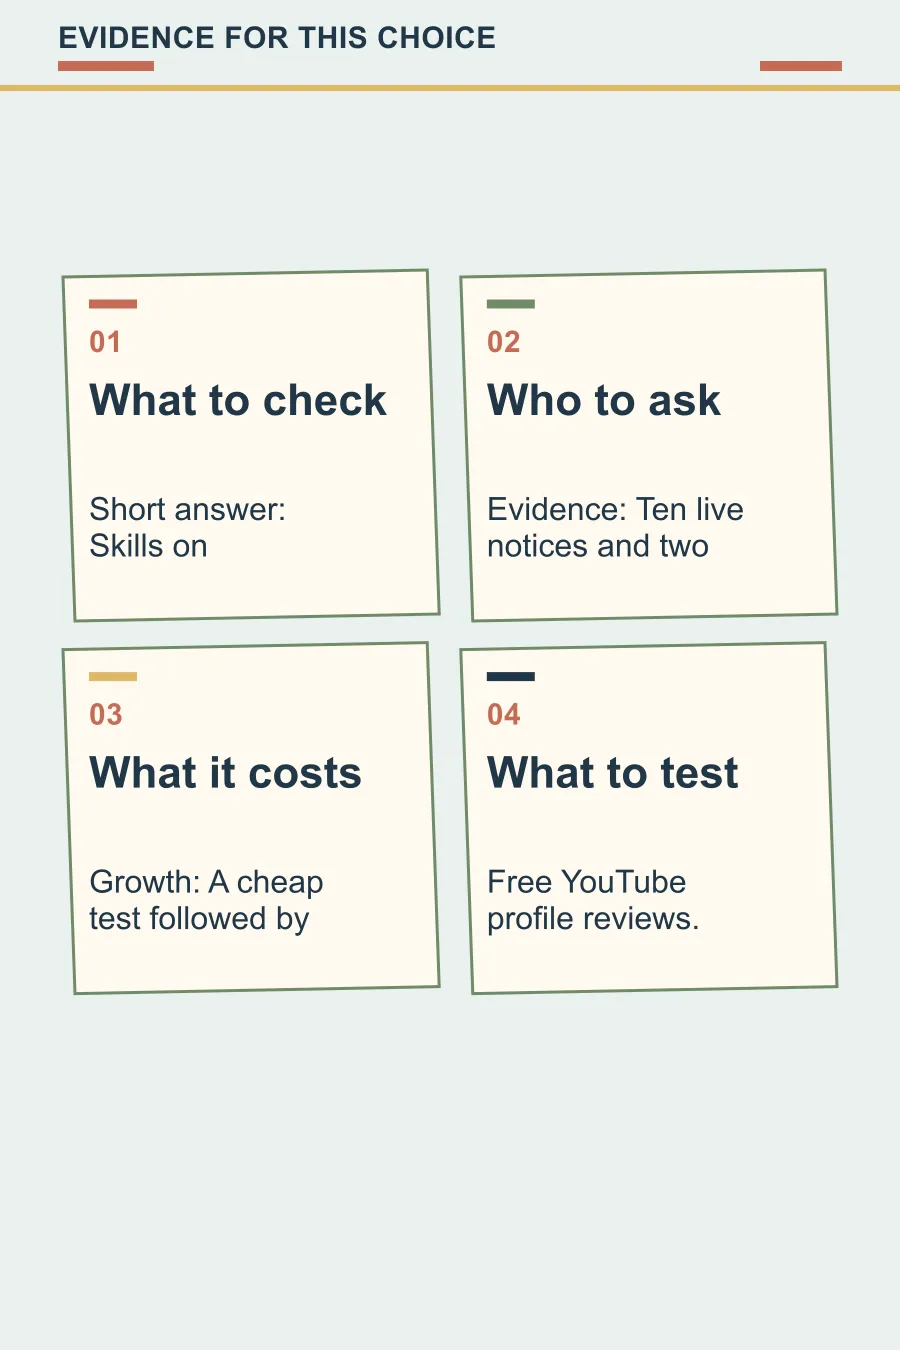 EVIDENCE FOR THIS CHOICE
01
What to check
Short answer:
Skills on
02
Who to ask
Evidence: Ten live
notices and two
03
What it costs
Growth: A cheap
test followed by
04
What to test
Free YouTube
profile reviews.